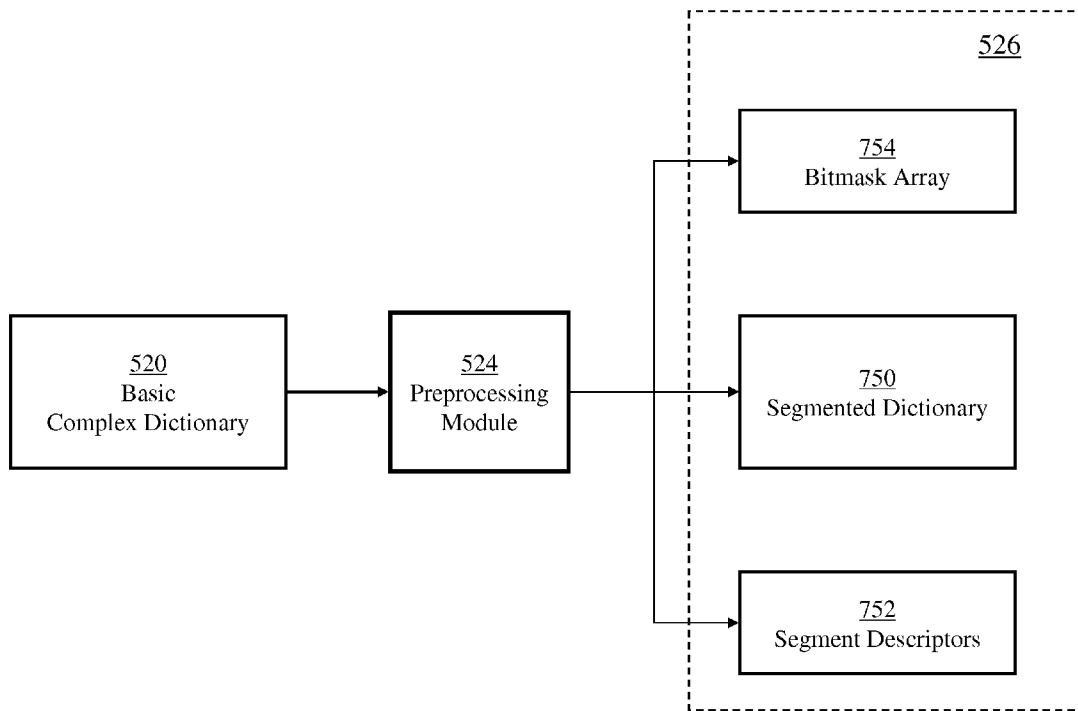 526
754
Bitmask Array
520
Basic
Complex Dictionary
524
Preprocessing
Module
750
Segmented Dictionary
752
Segment Descriptors